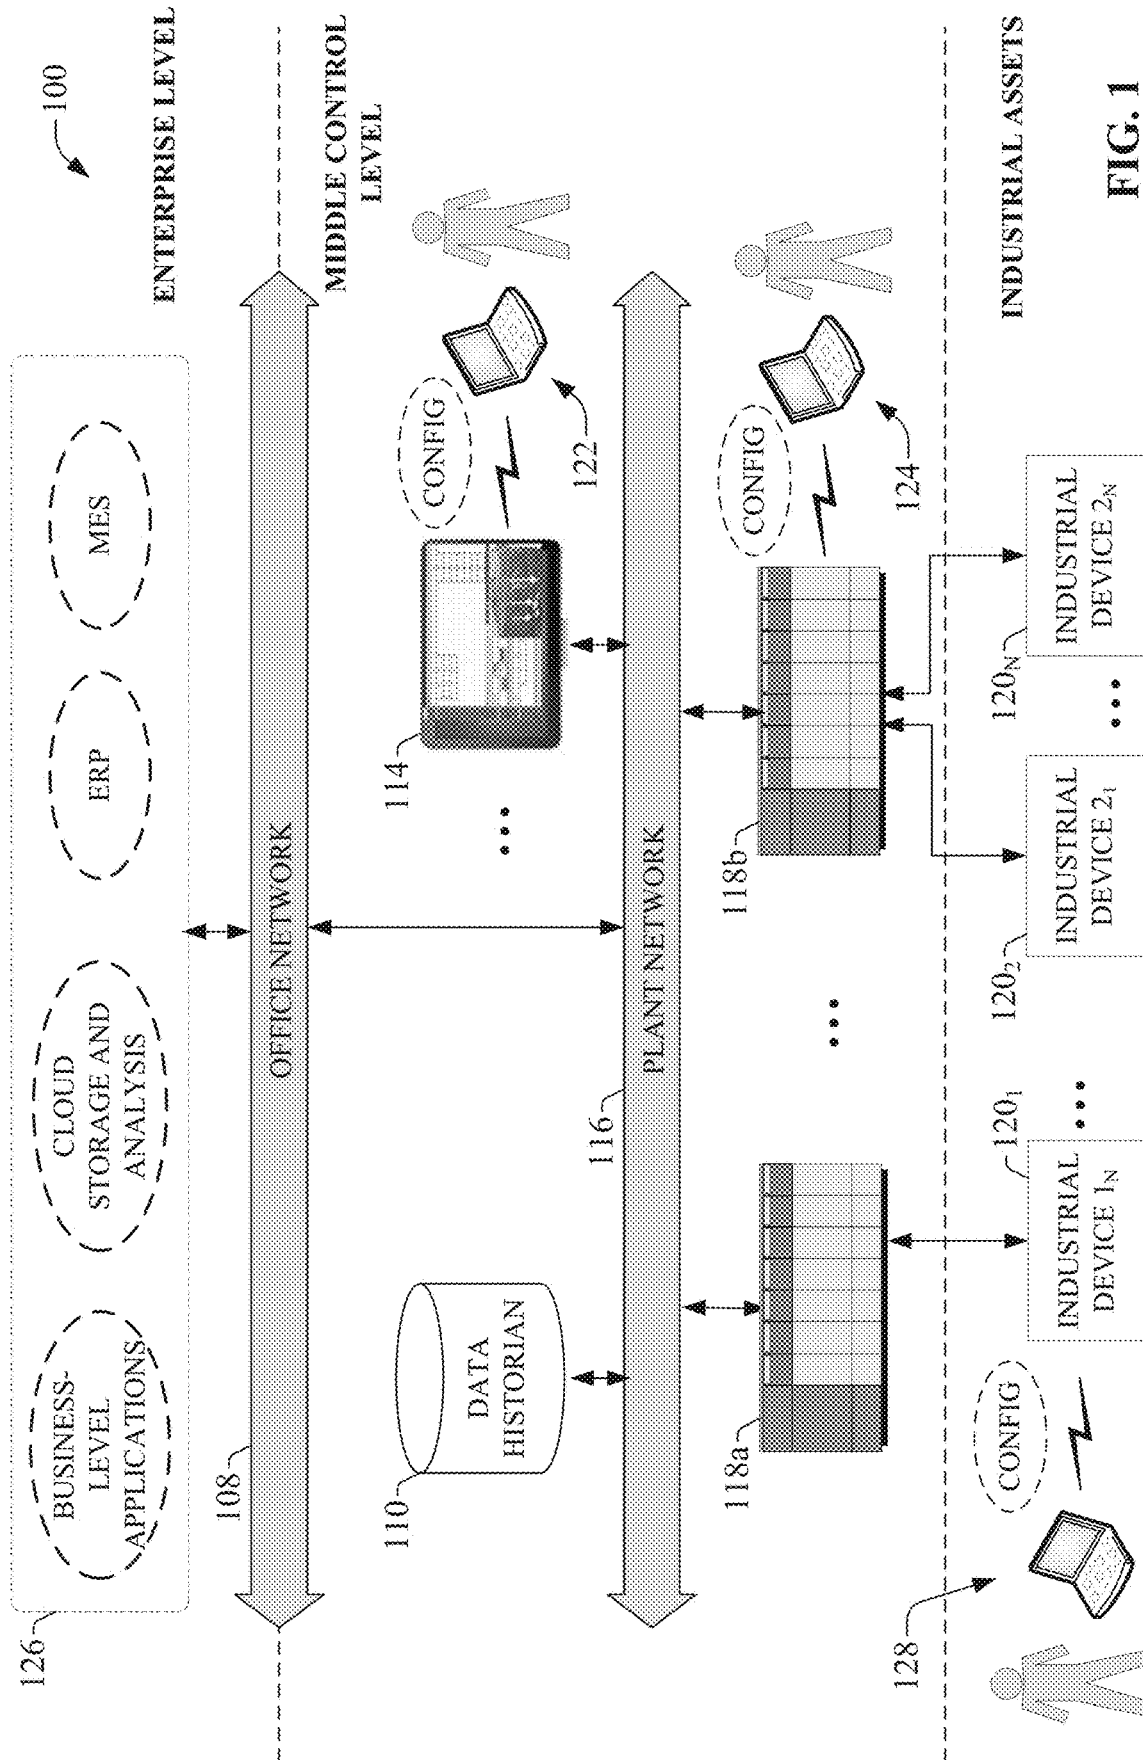 100
ENTERPRISE LEVEL
126
BUSINESS-
LEVEL
APPLICATIONS
CLOUD
STORAGE AND
ANALYSIS
ERP
MES
108
OFFICE NETWORK
MIDDLE CONTROL
LEVEL
110
DATA
HISTORIAN
114
CONFIG
122
116
PLANT NETWORK
118a
118b
CONFIG
124
INDUSTRIAL ASSETS
128
CONFIG
INDUSTRIAL
DEVICE 1N
120₁
120₂
INDUSTRIAL
DEVICE 2₁
120N
INDUSTRIAL
DEVICE 2N
FIG. 1